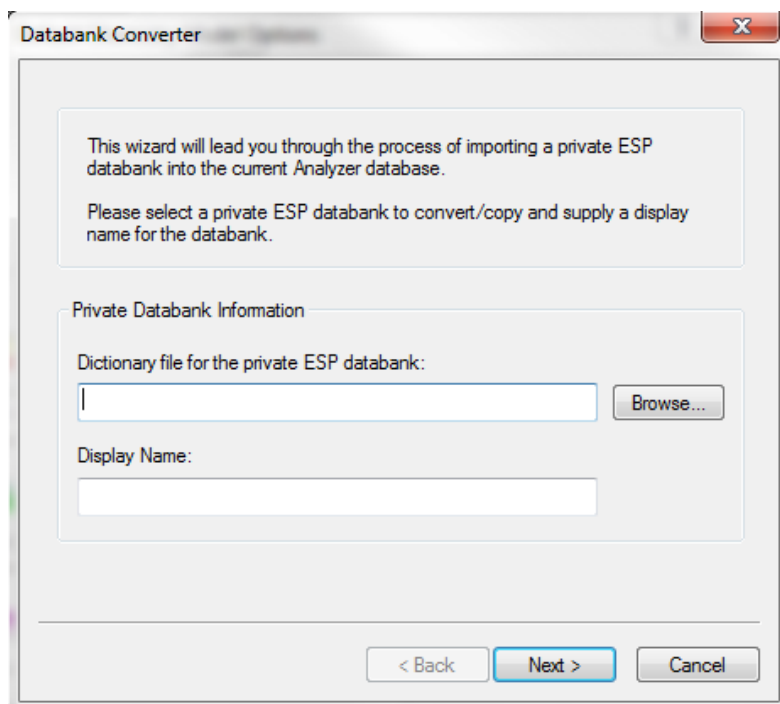 Databank Converter
This wizard will lead you through the process of importing a private ESP
databank into the current Analyzer database.
Please select a private ESP databank to convert/copy and supply a display
name for the databank.
Private Databank Information
Dictionary file for the private ESP databank:
Browse...
Display Name:
< Back Next > Cancel